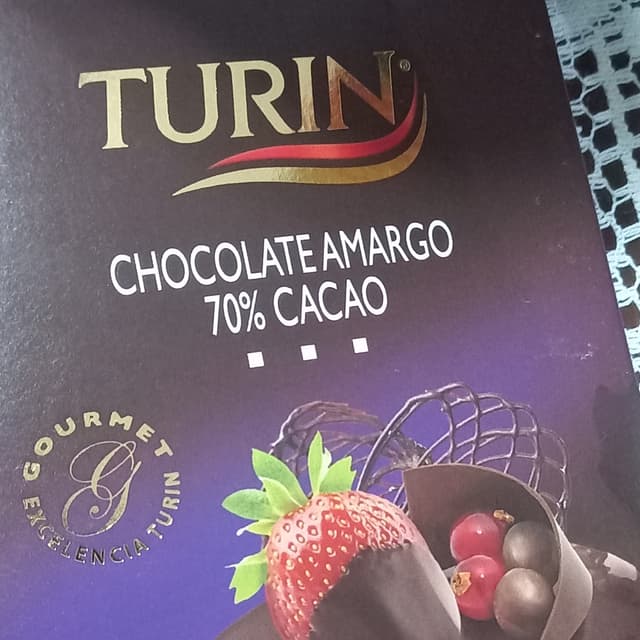 TURIN®
CHOCOLATE AMARGO
70% CACAO
GOURMET
G
EXCELENCIA TURIN